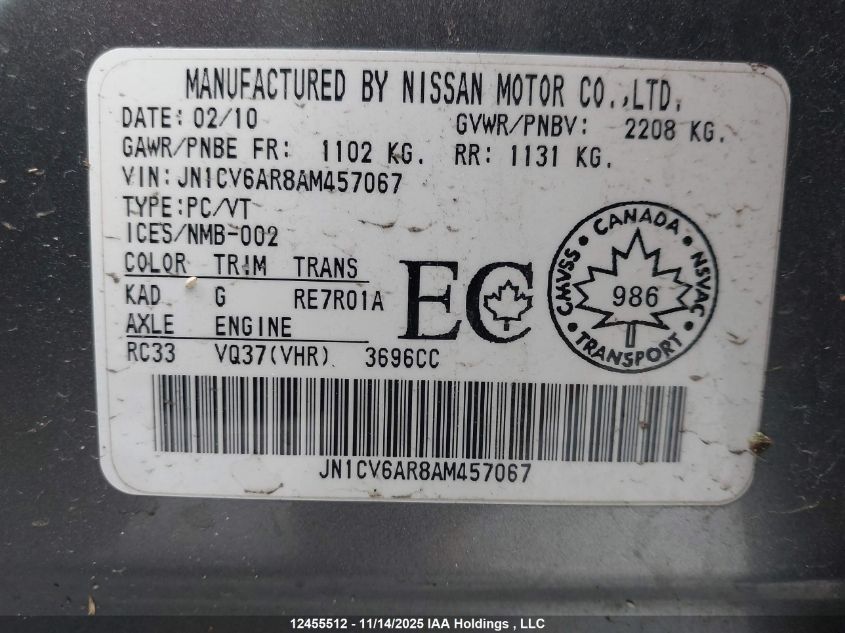 MANUFACTURED BY NISSAN MOTOR CO.,LTD.
DATE: 02/10 GVWR/PNBV: 2208 KG.
GAWR/PNBE FR: 1102 KG. RR: 1131 KG.
VIN: JN1CV6AR8AM457067
TYPE:PC/VT
ICES/NMB-002
COLOR TRIM TRANS
KAD G RE7R01A
AXLE ENGINE
RC33 VQ37(VHR) 3696CC
EC
CANADA
CMVSS 986 NSVAC
TRANSPORT
JN1CV6AR8AM457067
12455512 - 11/14/2025 IAA Holdings , LLC